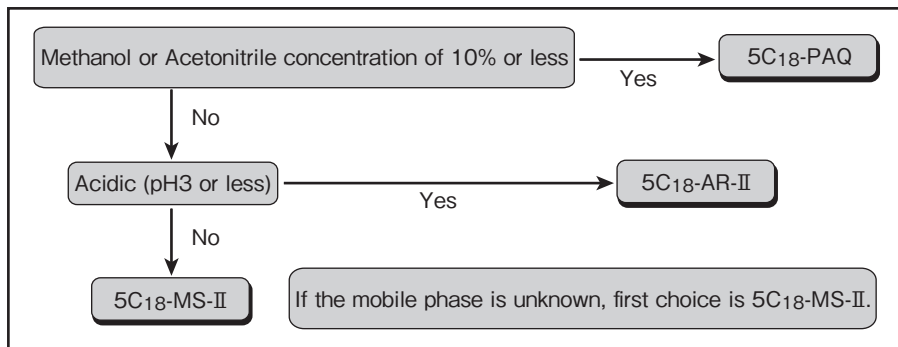 Methanol or Acetonitrile concentration of 10% or less
Yes
5C18-PAQ
No
Acidic (pH3 or less)
Yes
5C18-AR-Ⅱ
No
5C18-MS-Ⅱ
If the mobile phase is unknown, first choice is 5C18-MS-Ⅱ.